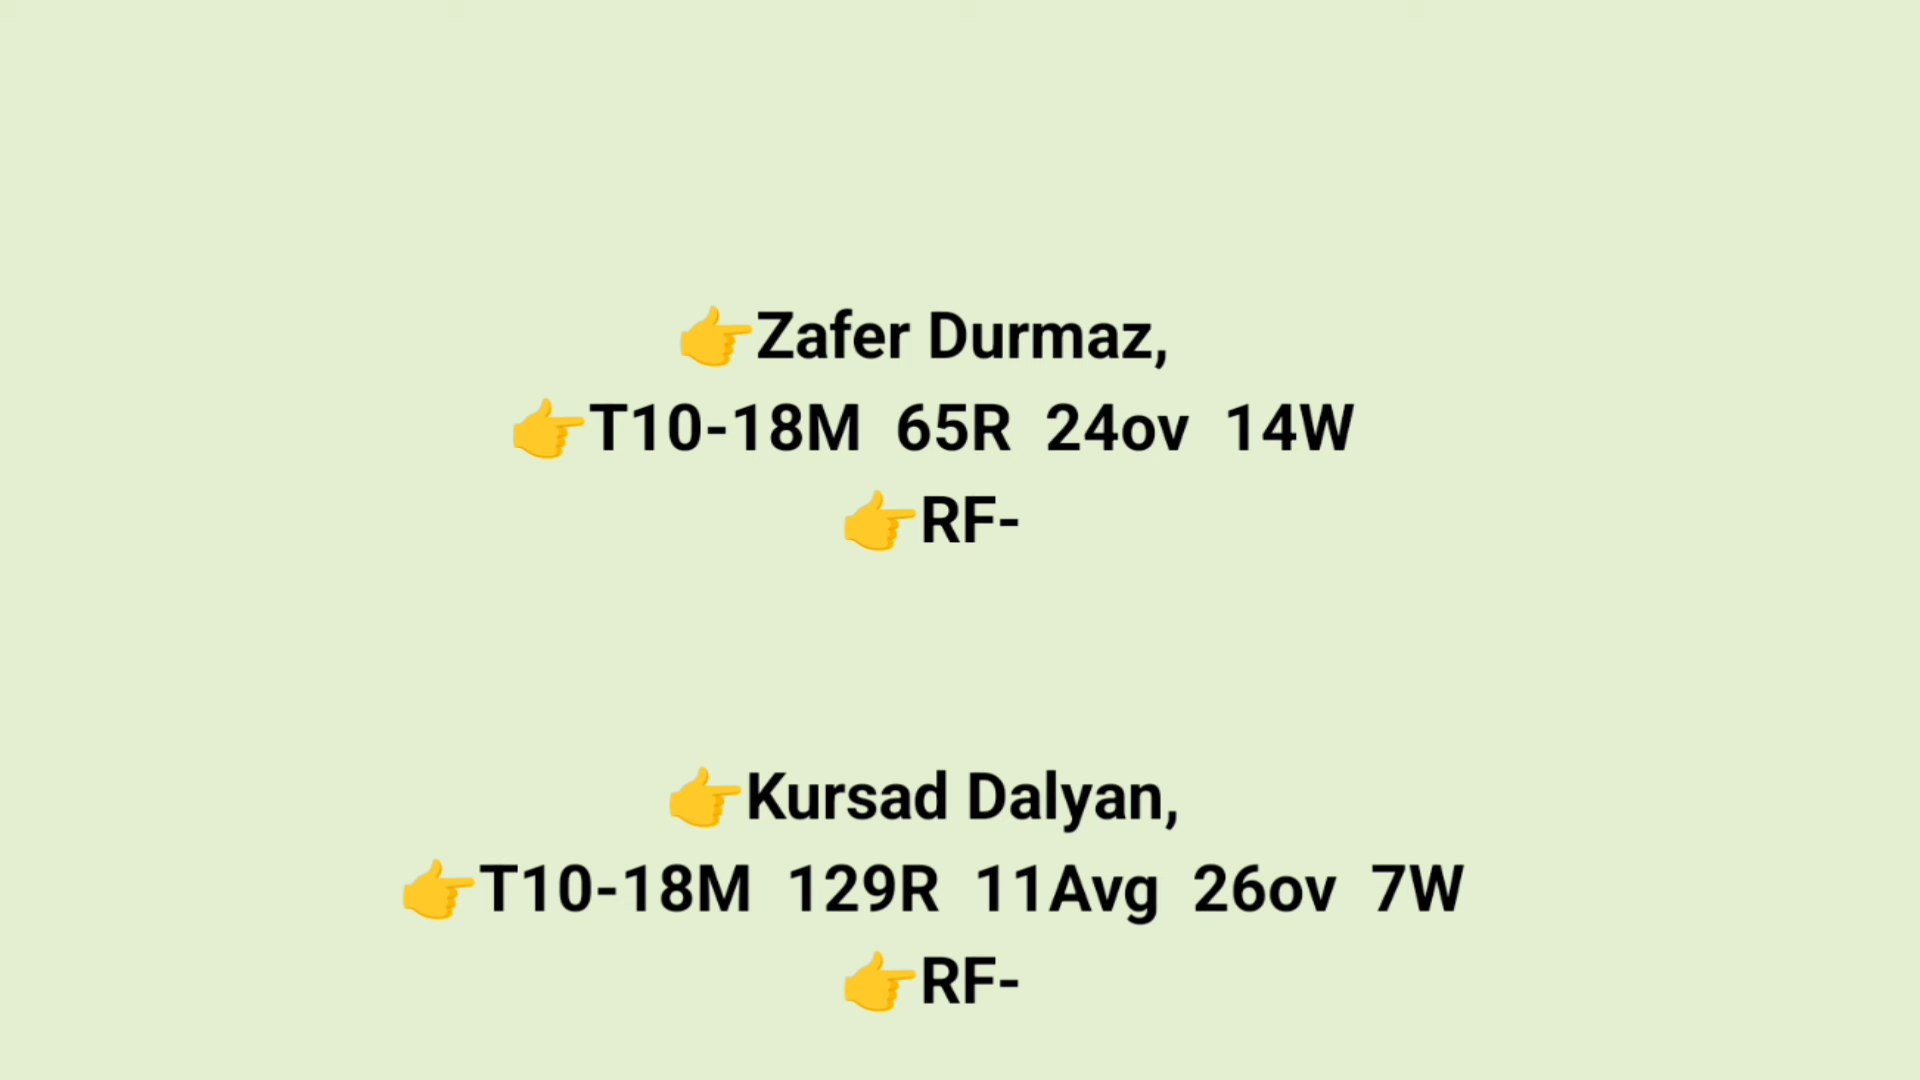 👉Zafer Durmaz,
👉T10-18M 65R 24ov 14W
👉RF-
👉Kursad Dalyan,
👉T10-18M 129R 11Avg 26ov 7W
👉RF-